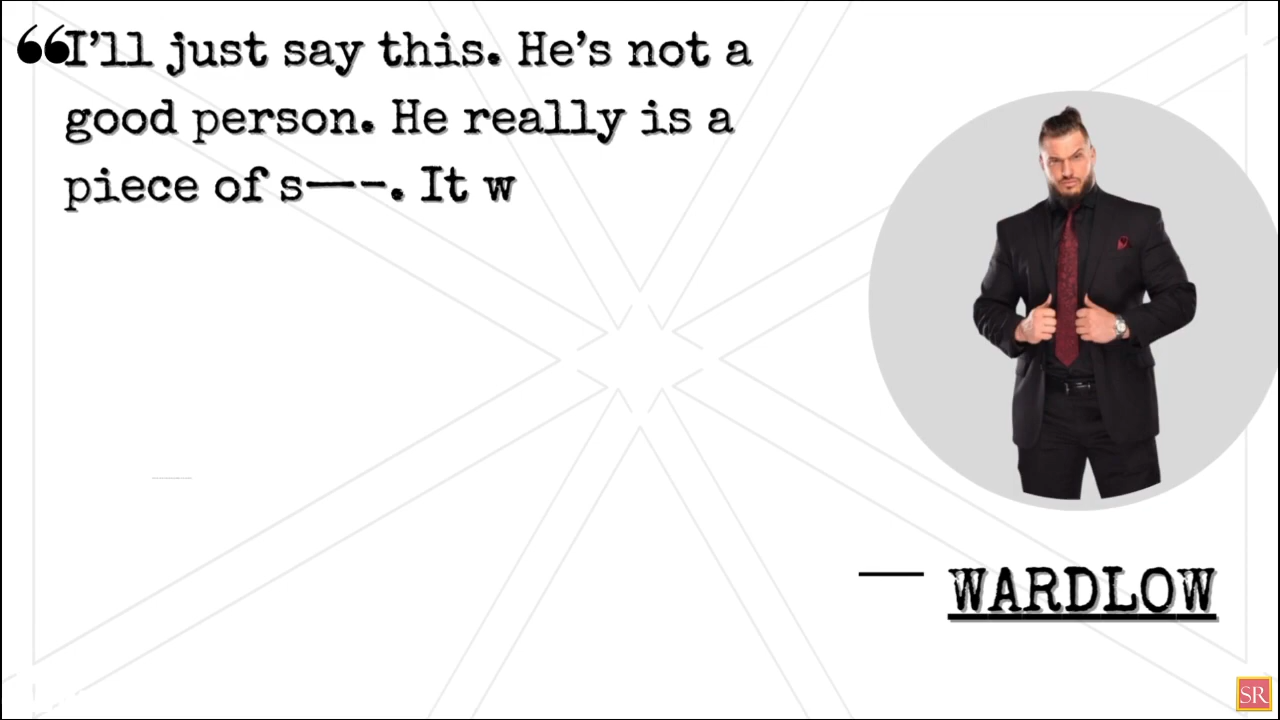 “I’ll just say this. He’s not a
good person. He really is a
piece of s—--. It w
— WARDLOW
SR